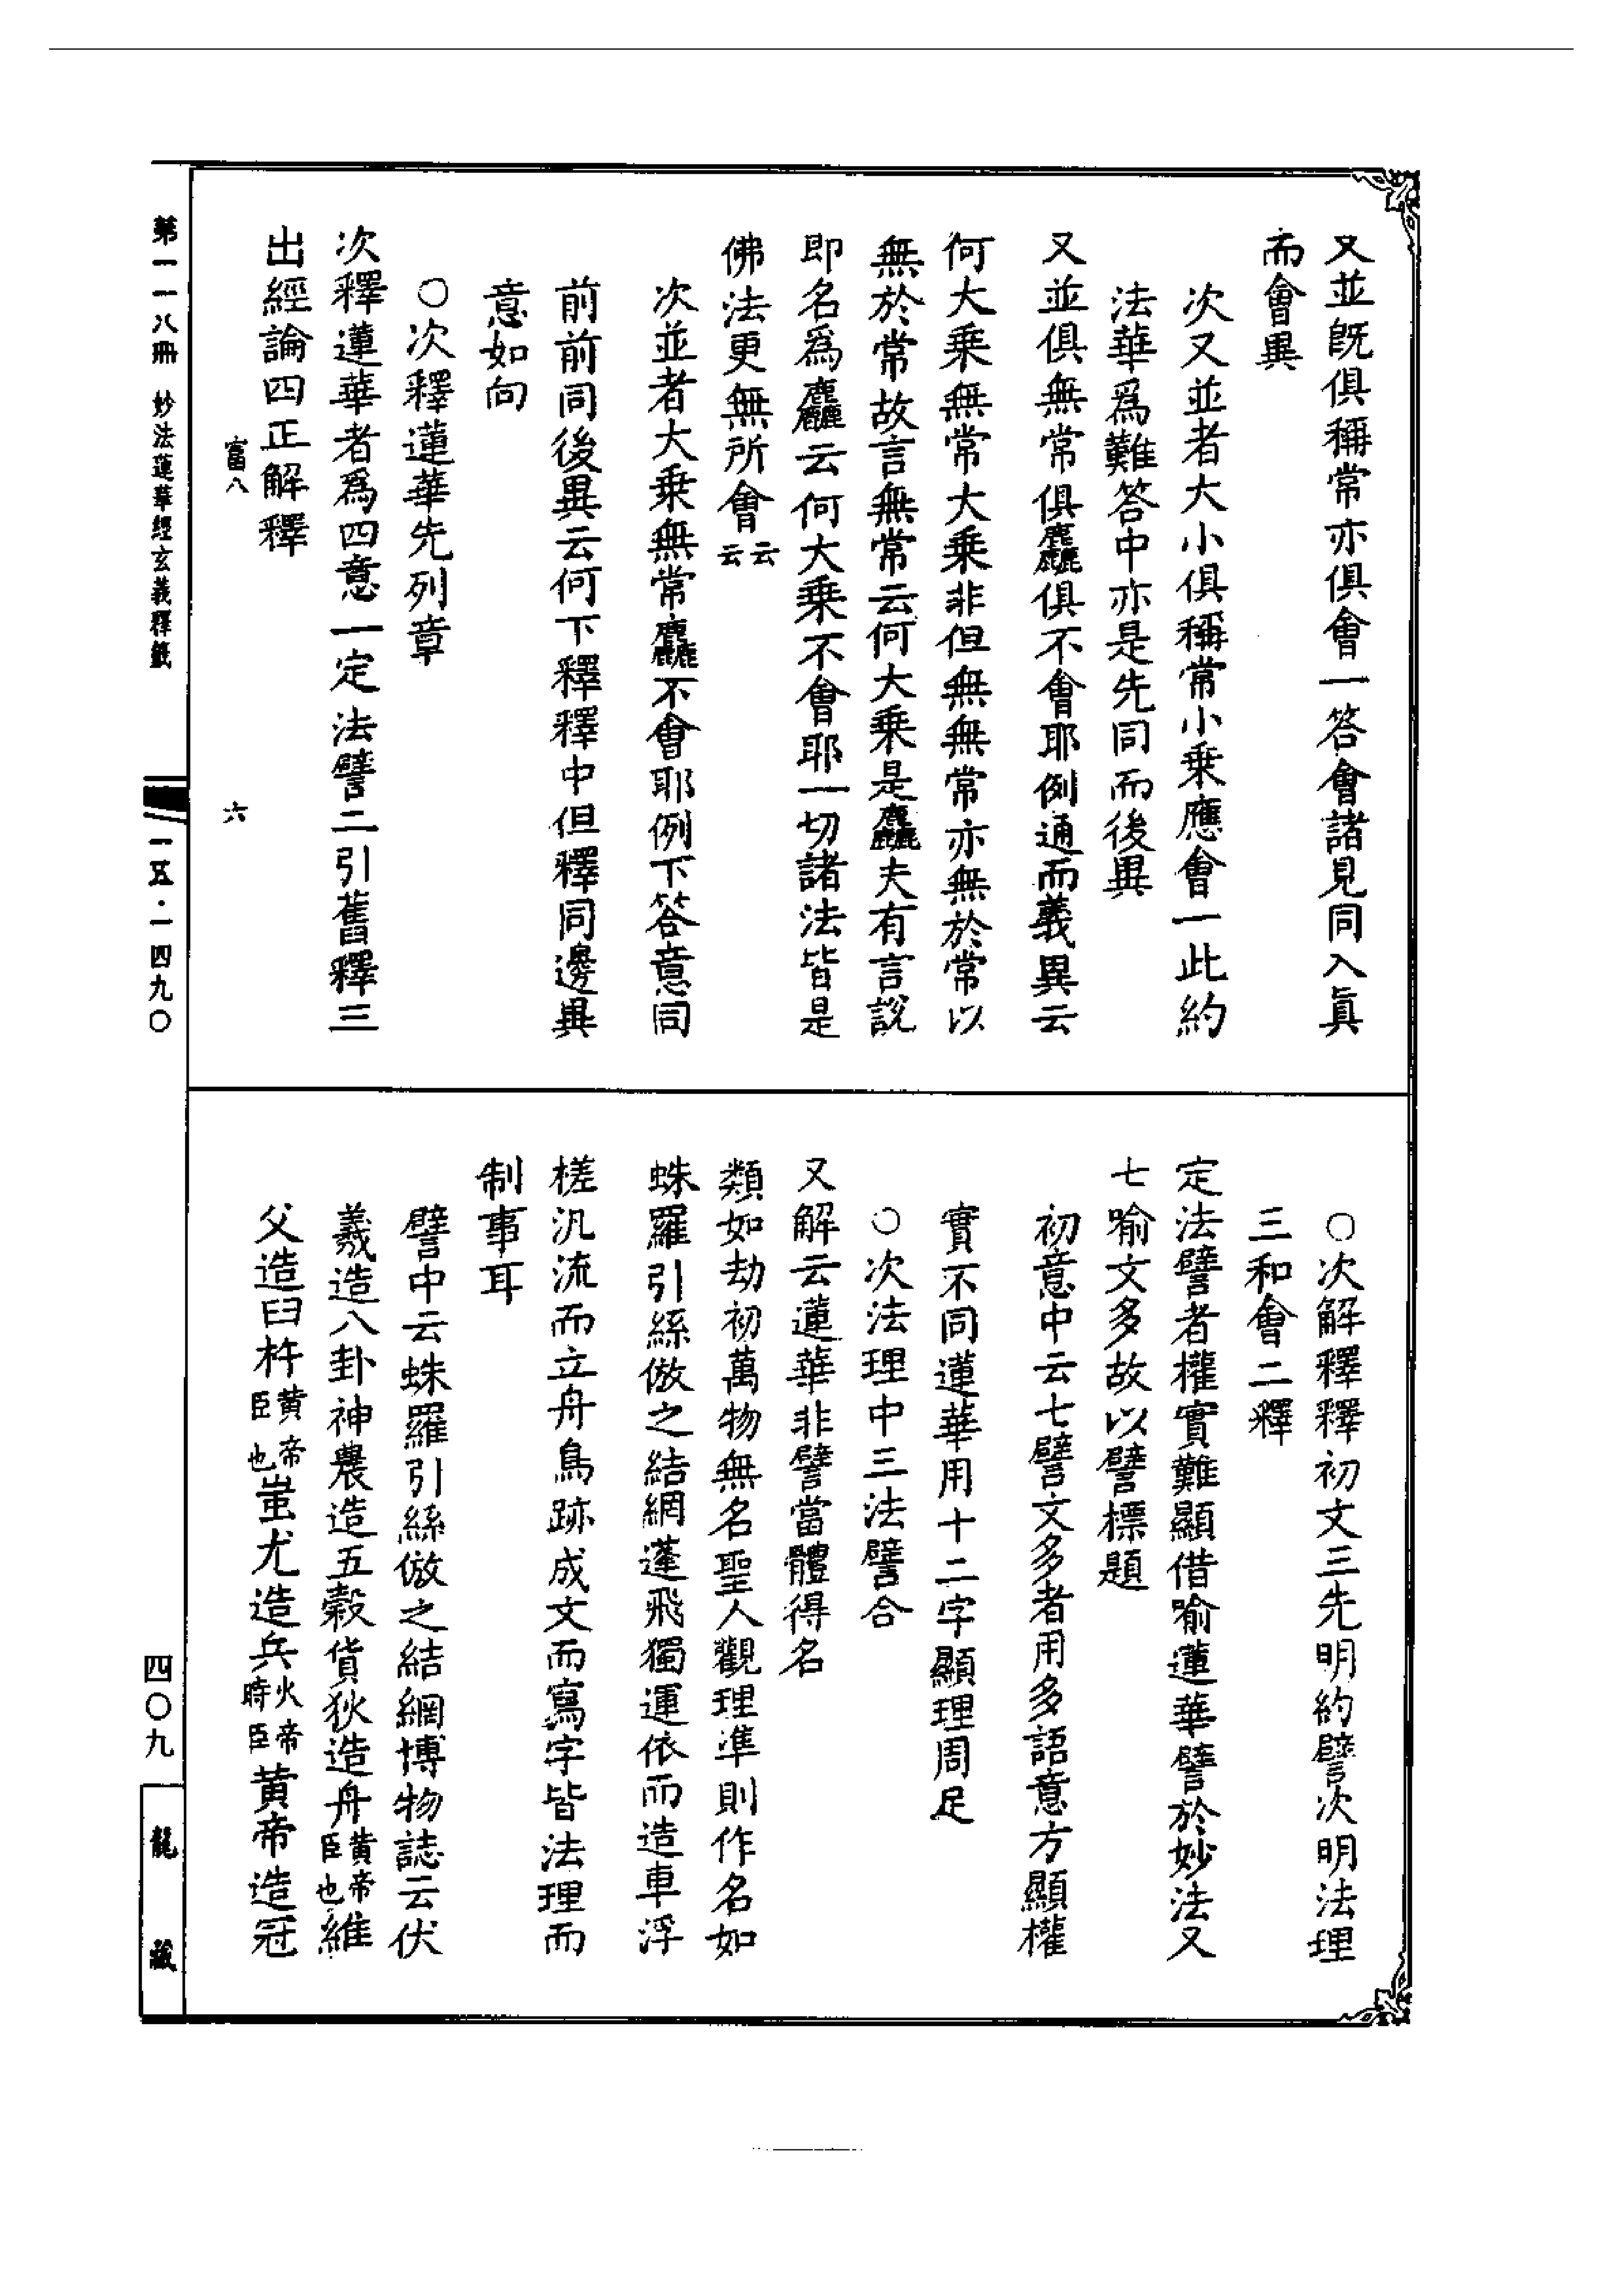 又並既俱稱常亦俱會一答會諸見同入眞
而會異
次又並者大小俱稱常小乗應會一此約
法華爲難答中亦是先同而後異
又並俱無常俱麤俱不會耶例通而義異云
何大乗無常大乗非但無無常亦無於常以
無於常故言無常云何大乗是麤夫有言說
即名爲麤云何大乗不會耶一切諸法皆是
佛法更無所會云云
次並者大乗無常麤不會耶例下答意同
前前同後異云何下釋釋中但釋同邊異
意如向
○次釋蓮華先列章
次釋蓮華者爲四意一定法譬二引舊釋三
出經論四正解釋
富八 六
○次解釋釋初文三先明約譬次明法理
三和會二釋
定法譬者權實難顯借喻蓮華譬於妙法又
七喻文多故以譬標題
初意中云七譬文多者用多語意方顯權
實不同蓮華用十二字顯理周足
○次法理中三法譬合
又解云蓮華非譬當體得名
類如劫初萬物無名聖人觀理準則作名如
蛛羅引絲倣之結網蓬飛獨運依而造車浮
槎汎流而立舟鳥跡成文而寫字皆法理而
制事耳
譬中云蛛羅引絲倣之結網博物誌云伏
羲造八卦神農造五穀貨狄造舟黃帝臣也維
父造臼杵黃帝臣也蚩尤造兵火帝時臣黃帝造冠
第一一八冊 妙法蓮華經玄義釋籤 一五·一四九〇 四〇九 龍藏